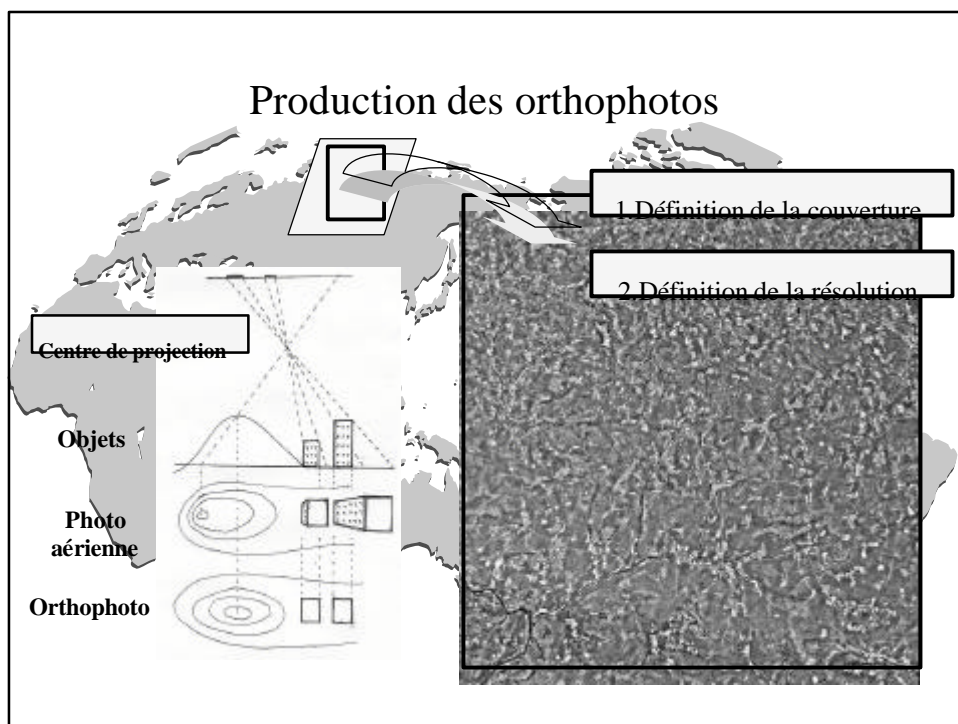 Production des orthophotos
1.Définition de la couverture
2.Définition de la résolution
Centre de projection
Objets
Photo
aérienne
Orthophoto